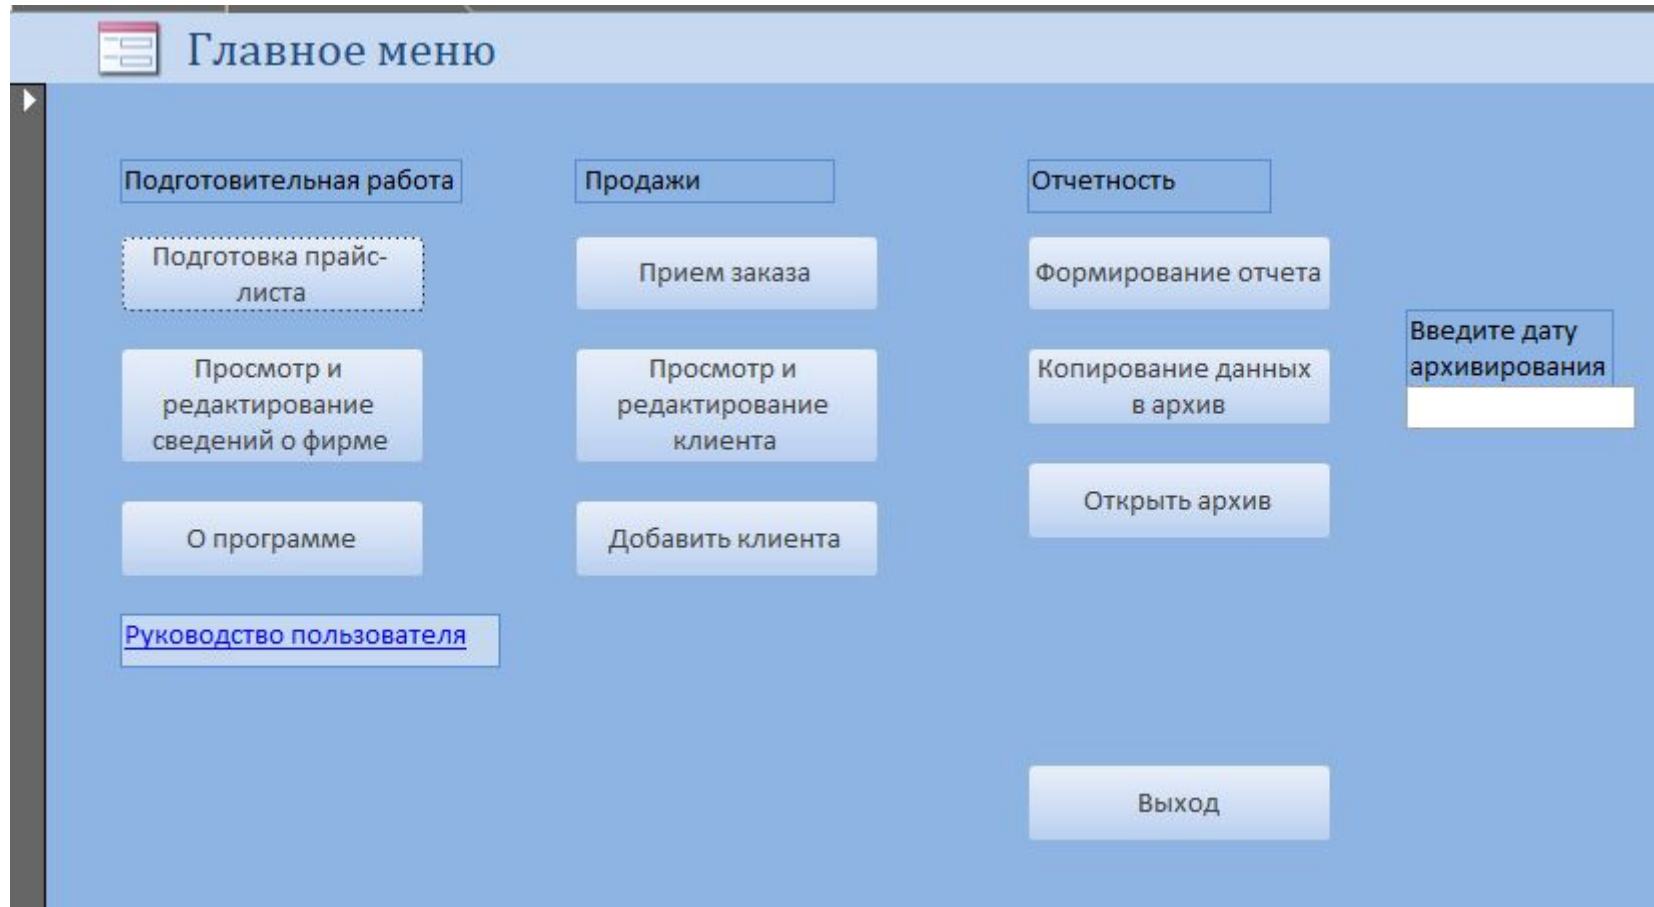 Главное меню
Подготовительная работа
Подготовка прайс-
листа
Просмотр и
редактирование
сведений о фирме
О программе
Руководство пользователя
Продажи
Прием заказа
Просмотр и
редактирование
клиента
Добавить клиента
Отчетность
Формирование отчета
Копирование данных
в архив
Открыть архив
Выход
Введите дату
архивирования